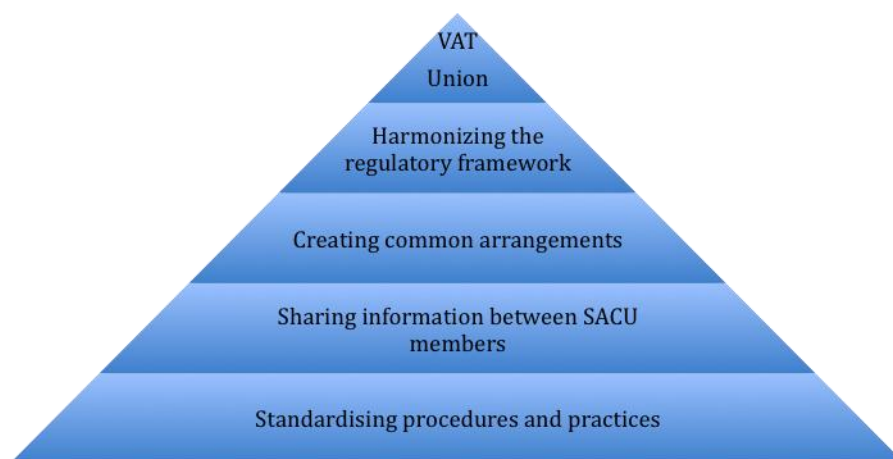 VAT
Union
Harmonizing the
regulatory framework
Creating common arrangements
Sharing information between SACU
members
Standardising procedures and practices